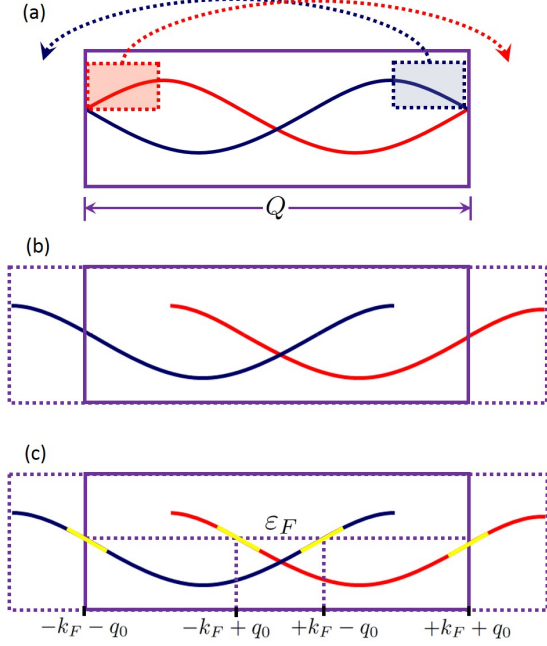 (a)
Q
(b)
(c)
ε_F
−k_F − q_0 −k_F + q_0 +k_F − q_0 +k_F + q_0